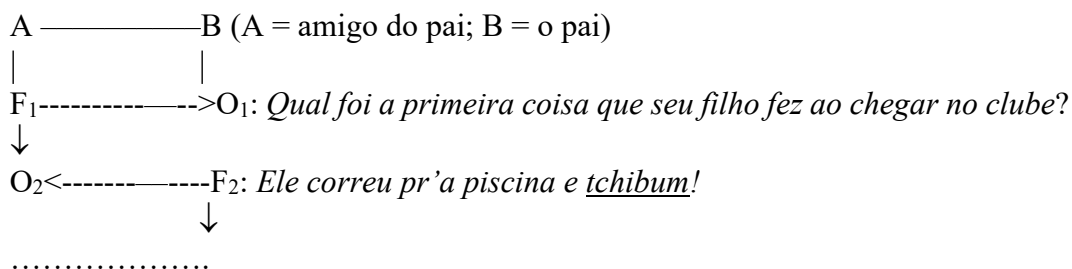 A ———————B (A = amigo do pai; B = o pai)
| |
F₁----------—-->O₁: Qual foi a primeira coisa que seu filho fez ao chegar no clube?
↓
O₂<-------—----F₂: Ele correu pr’a piscina e tchibum!
↓
……………….